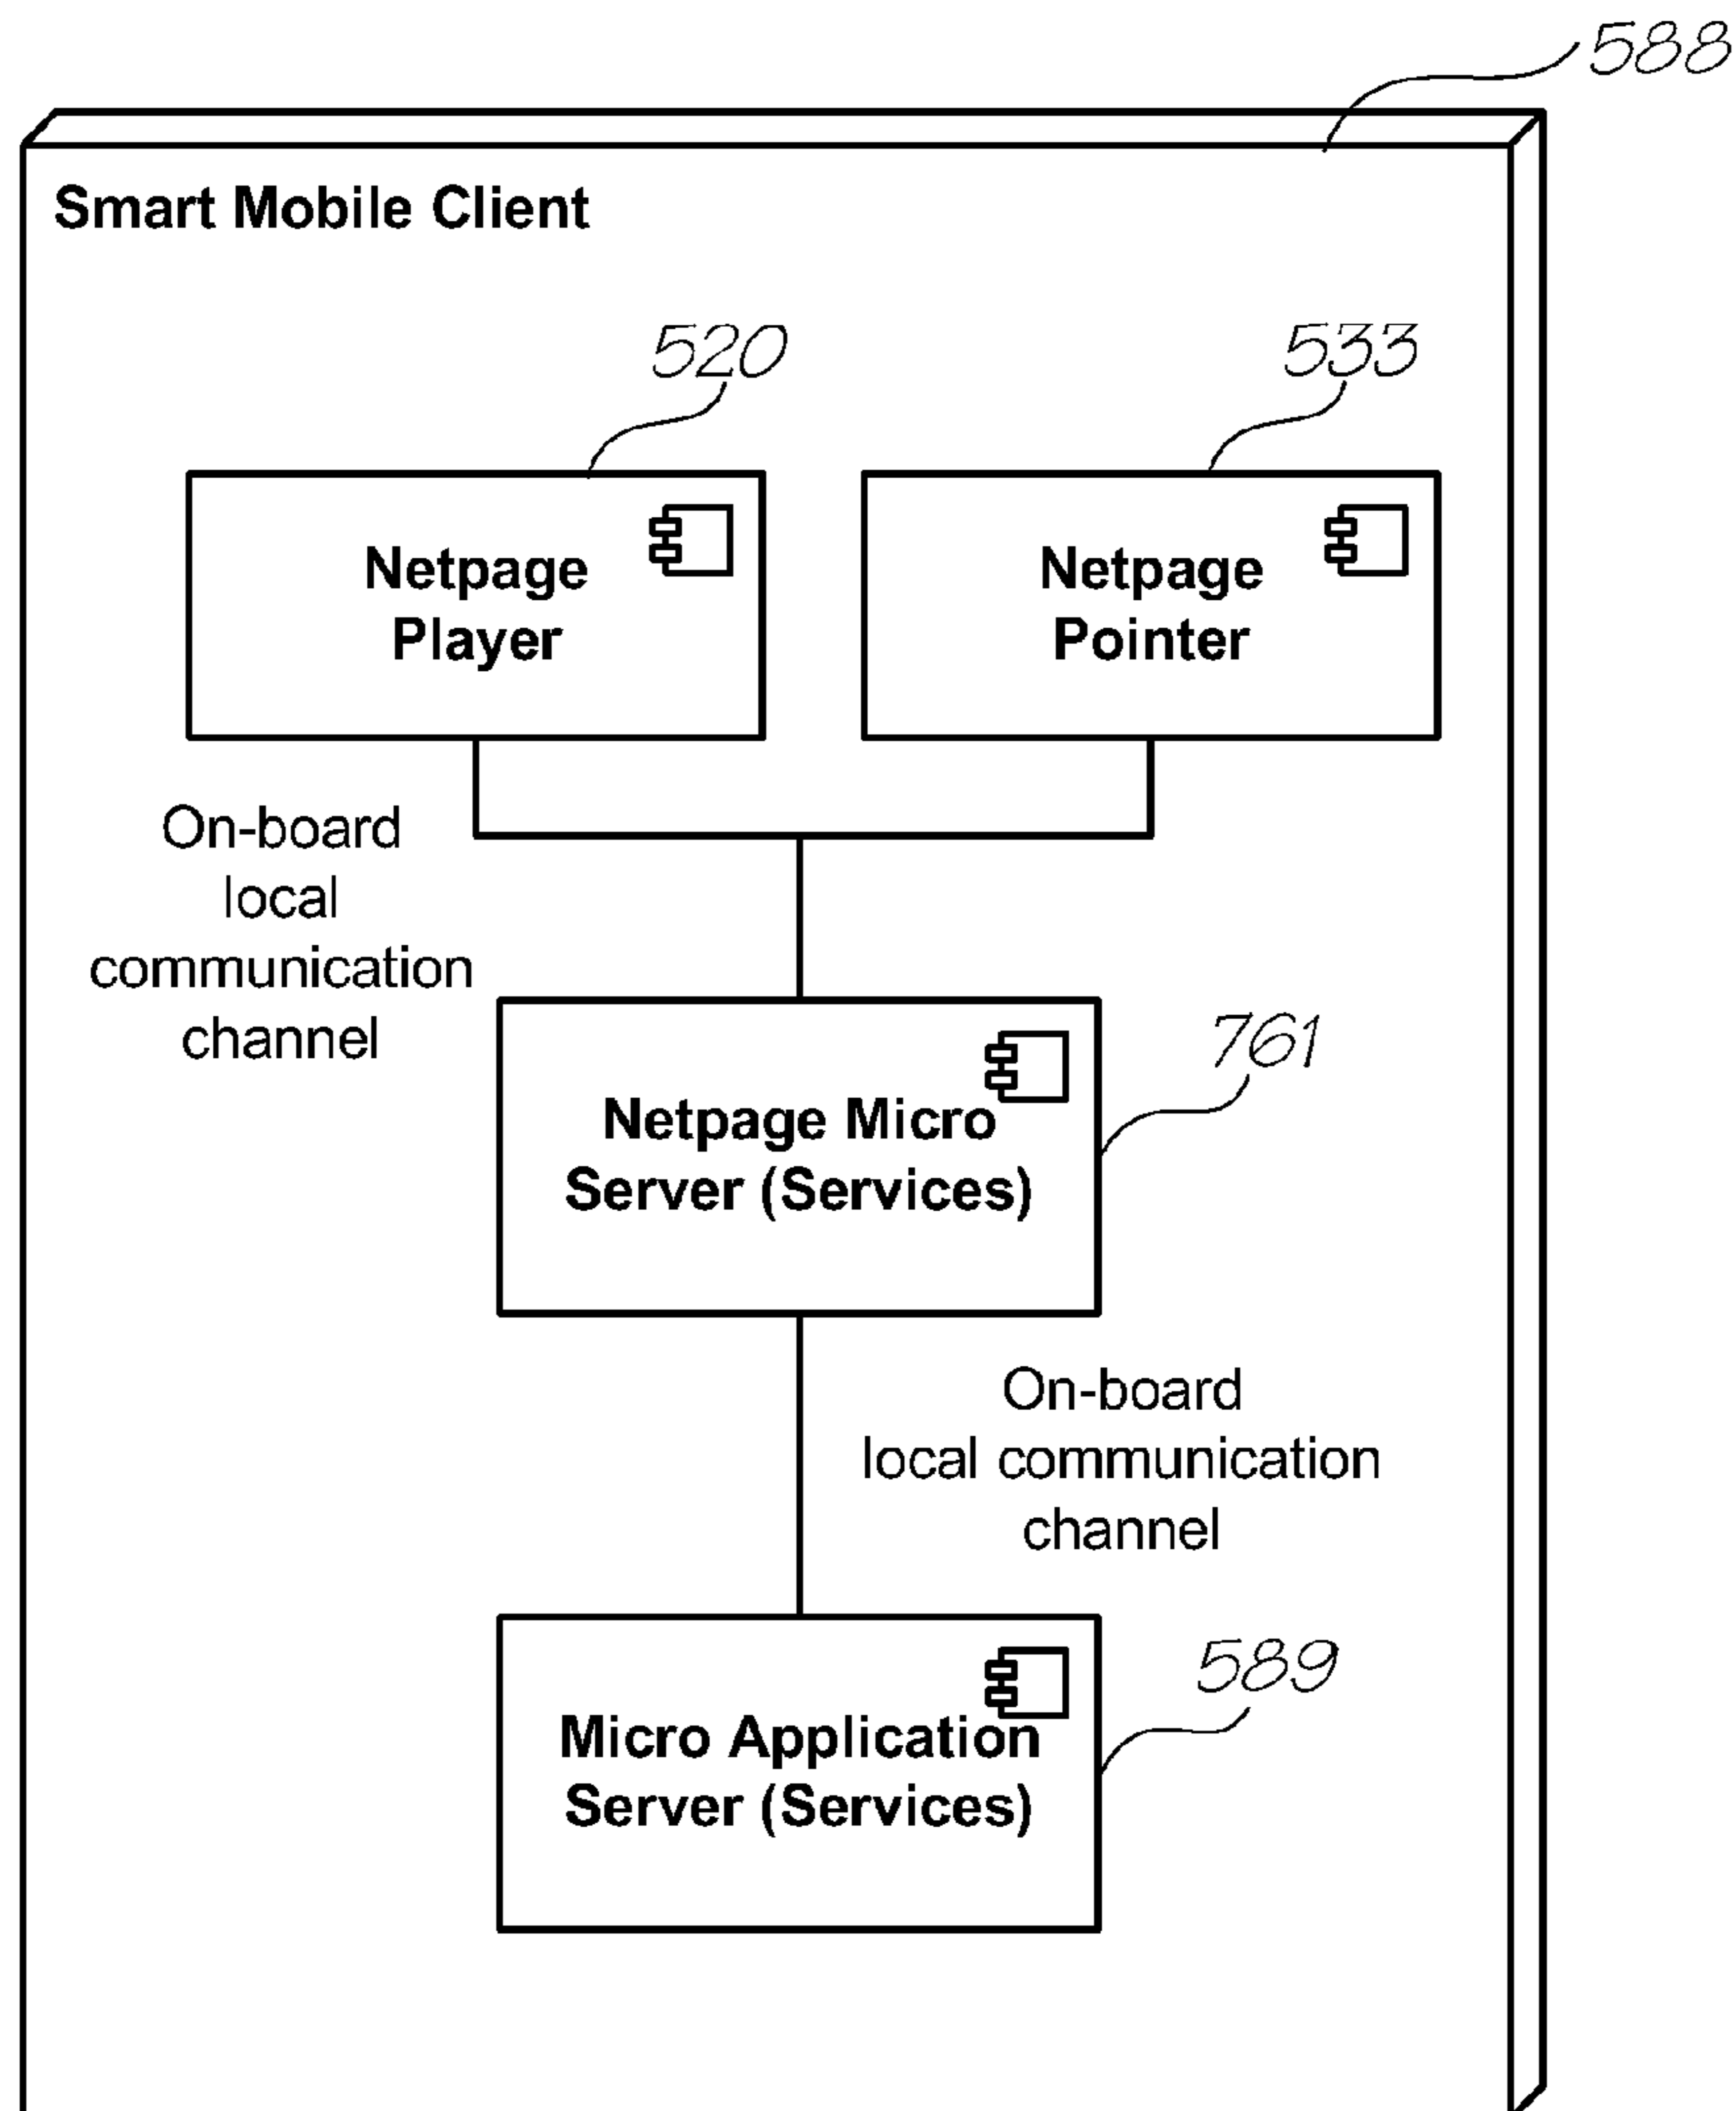 588
Smart Mobile Client
520
533
Netpage
Player
Netpage
Pointer
On-board
local
communication
channel
761
Netpage Micro
Server (Services)
On-board
local communication
channel
589
Micro Application
Server (Services)